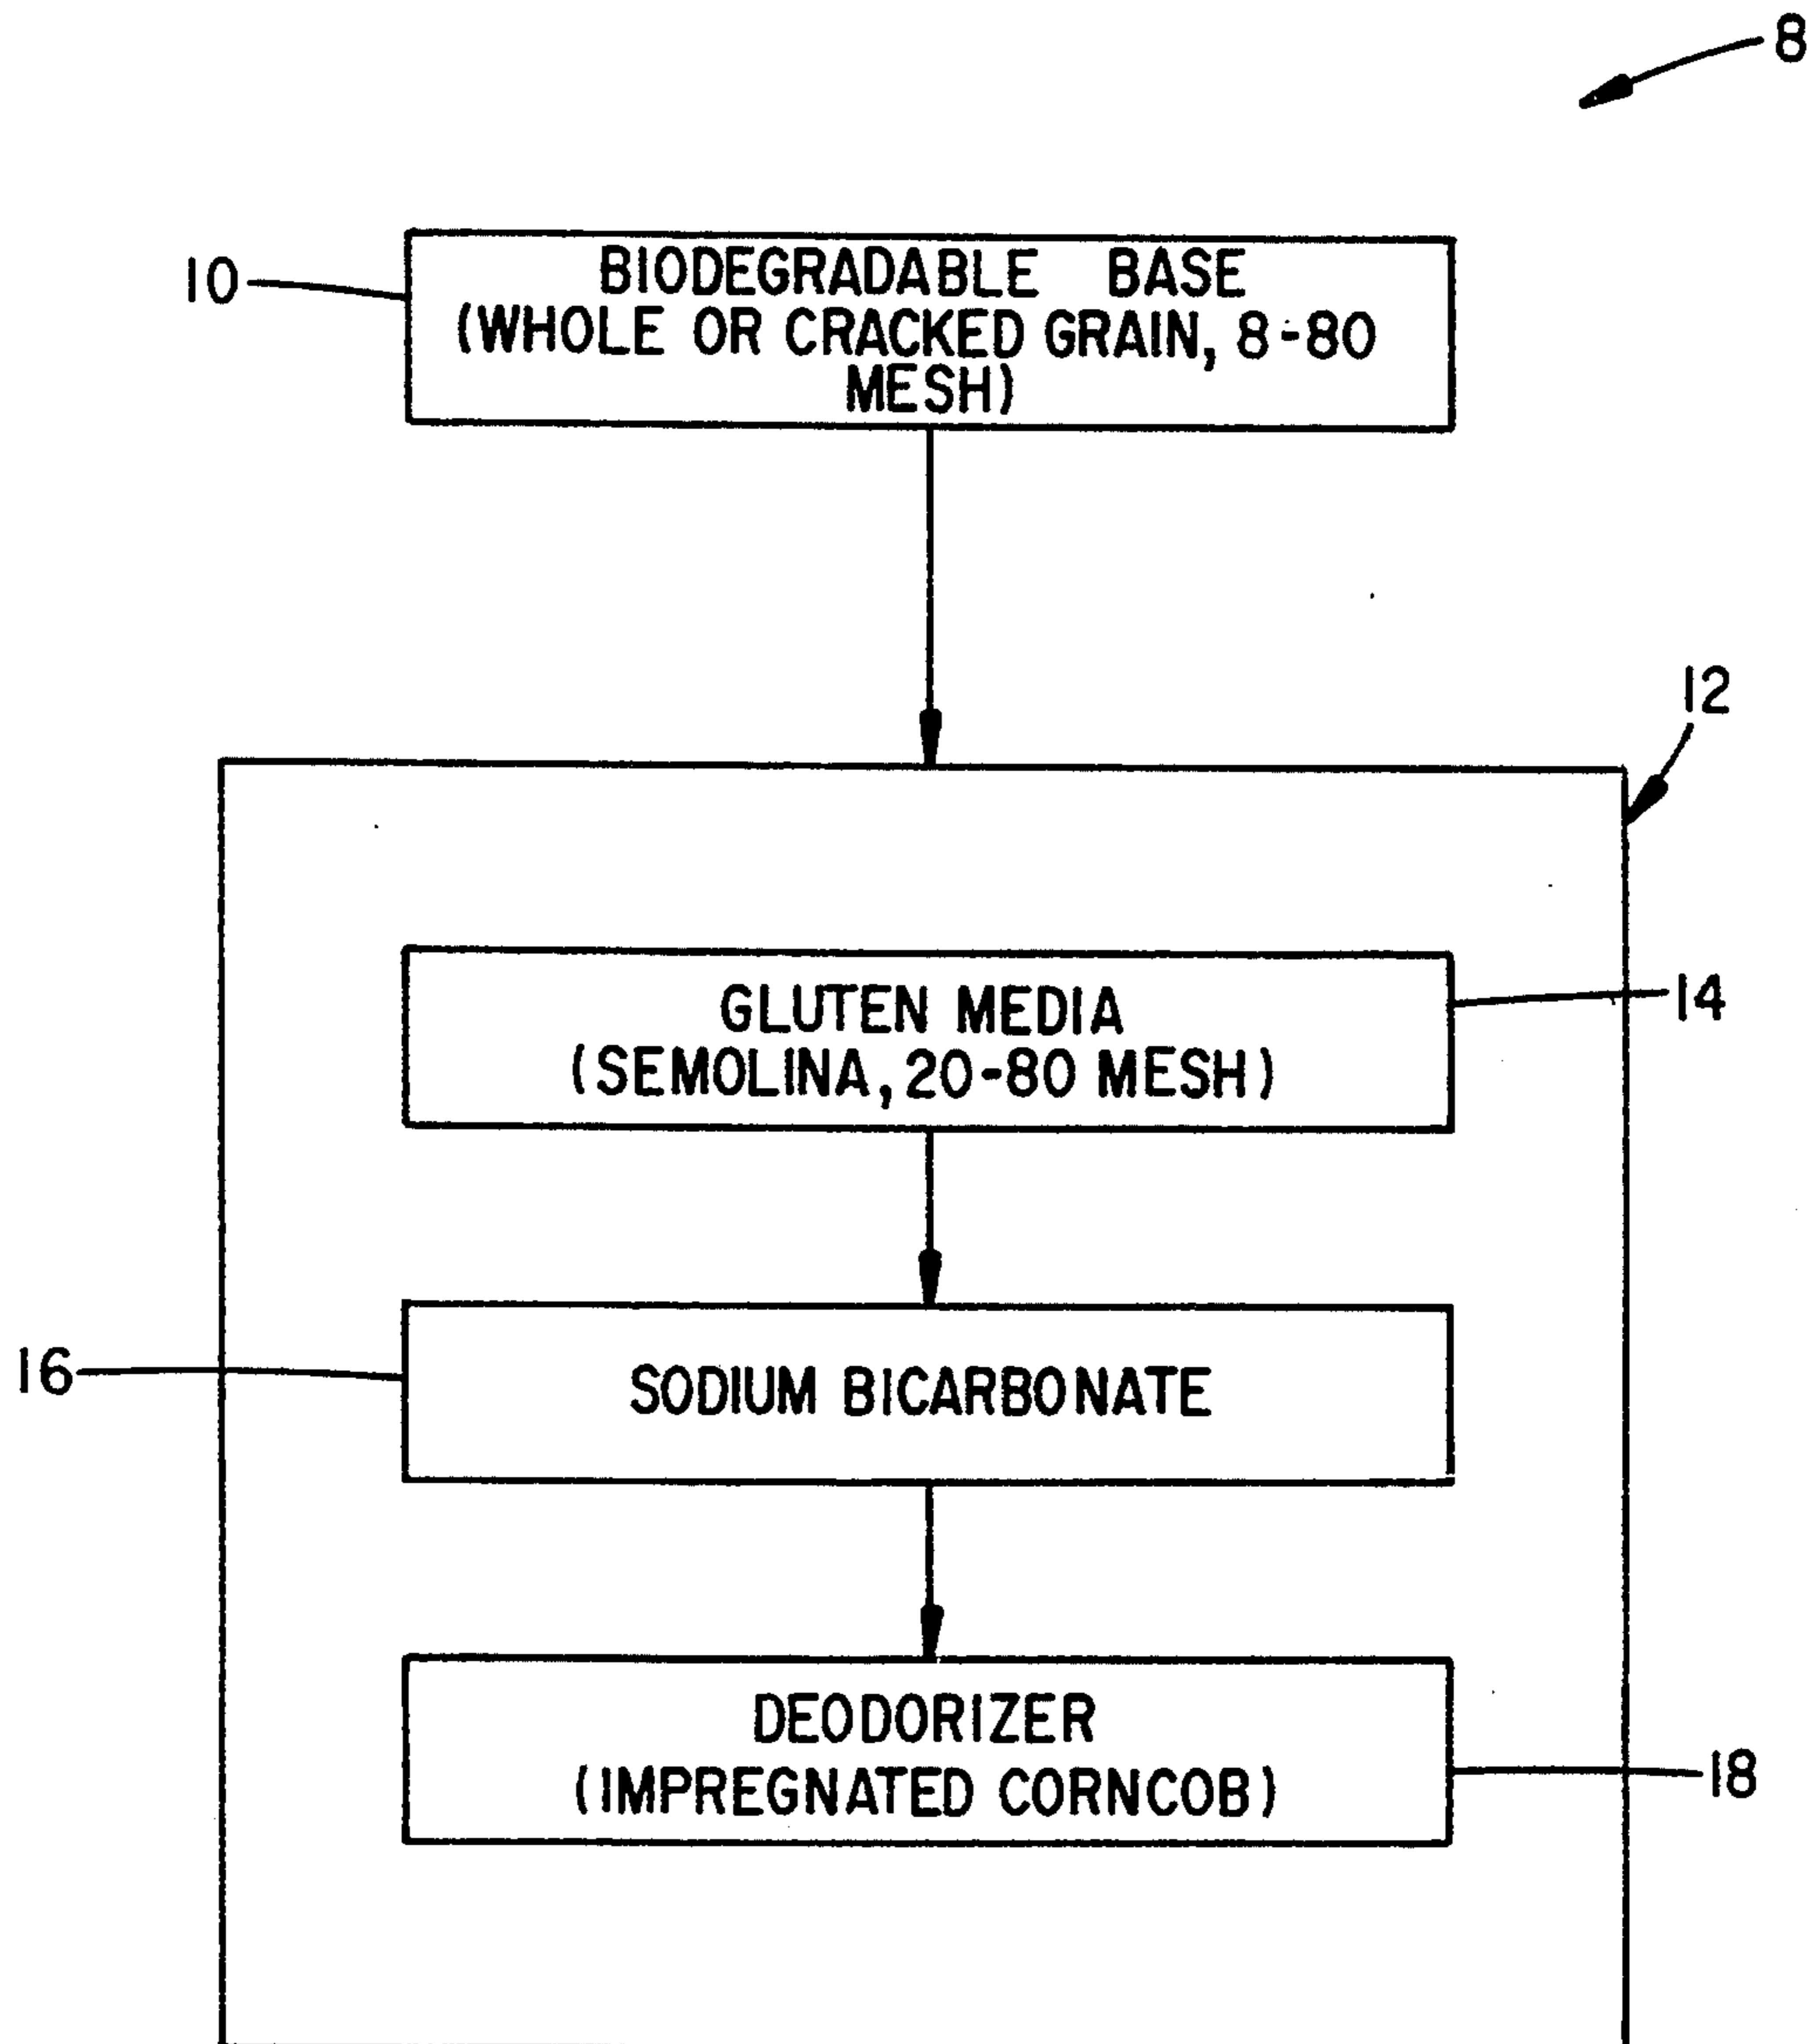 8
10
BIODEGRADABLE BASE
(WHOLE OR CRACKED GRAIN, 8-80
MESH)
12
GLUTEN MEDIA
(SEMOLINA, 20-80 MESH)
14
16
SODIUM BICARBONATE
DEODORIZER
(IMPREGNATED CORNCOB)
18